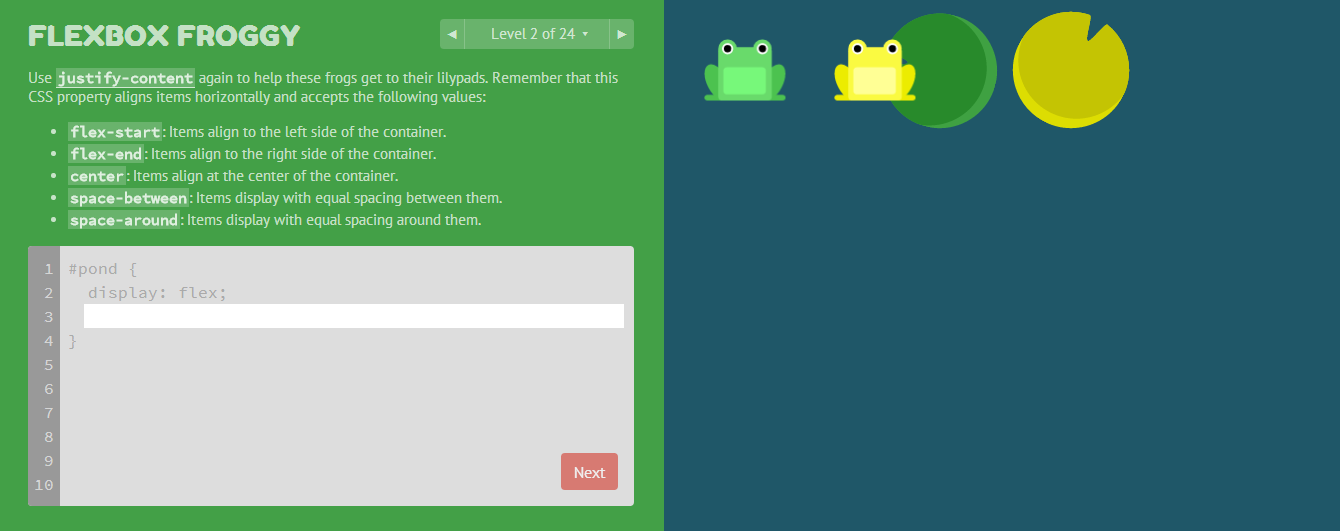 FLEXBOX FROGGY
◀ Level 2 of 24 ▾ ▶
Use justify-content again to help these frogs get to their lilypads. Remember that this
CSS property aligns items horizontally and accepts the following values:
• flex-start: Items align to the left side of the container.
• flex-end: Items align to the right side of the container.
• center: Items align at the center of the container.
• space-between: Items display with equal spacing between them.
• space-around: Items display with equal spacing around them.
1 #pond {
2 display: flex;
3
4 }
5
6
7
8
9
10
Next